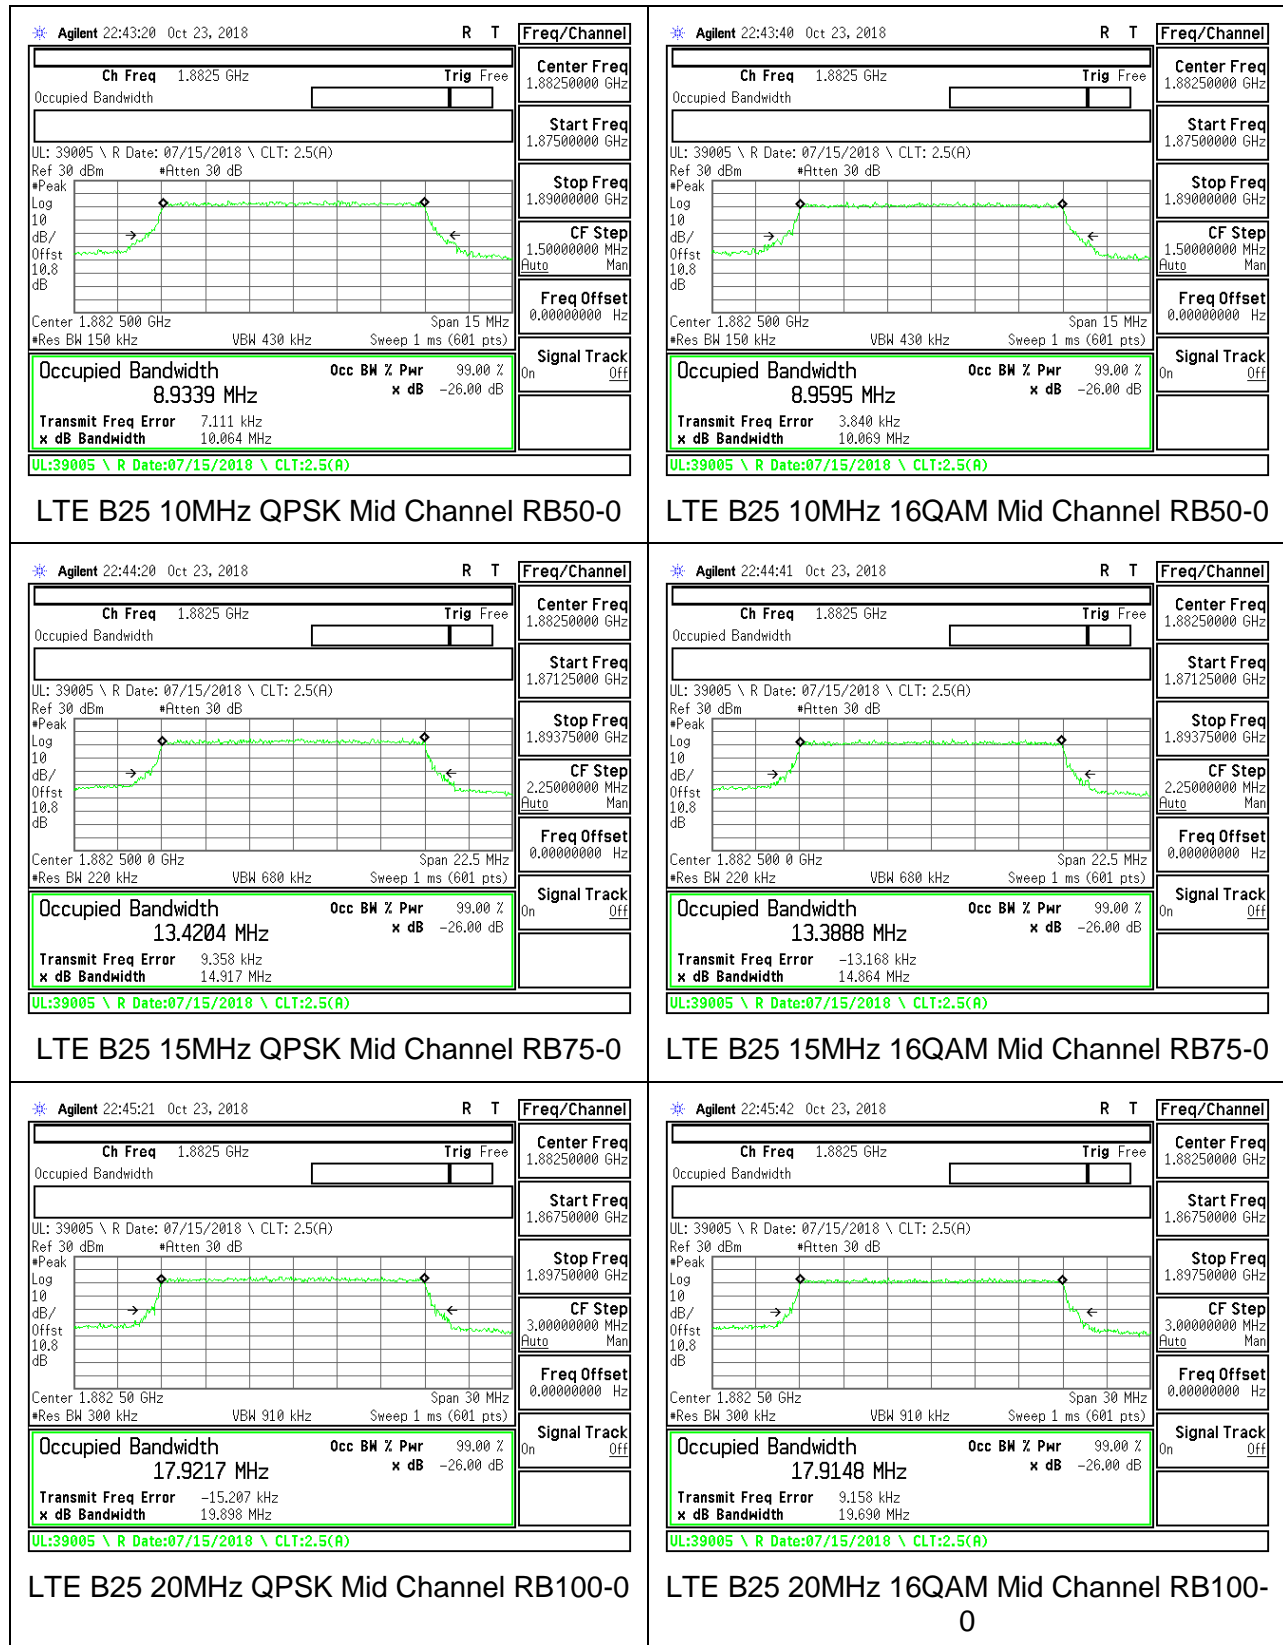 Agilent 22:43:20 Oct 23, 2018 R T Freq/Channel
Ch Freq 1.8825 GHz Trig Free
Occupied Bandwidth
Center Freq
1.88250000 GHz
Start Freq
1.87500000 GHz
UL: 39005 \ R Date: 07/15/2018 \ CLT: 2.5(A)
Ref 30 dBm #Atten 30 dB
#Peak
Log
10
dB/
Offst
10.8
dB
Stop Freq
1.89000000 GHz
CF Step
1.50000000 MHz
Auto Man
Freq Offset
0.00000000 Hz
Center 1.882 500 GHz Span 15 MHz
#Res BW 150 kHz VBW 430 kHz Sweep 1 ms (601 pts)
Signal Track
On Off
Occupied Bandwidth Occ BW % Pwr 99.00 %
8.9339 MHz x dB -26.00 dB
Transmit Freq Error 7.111 kHz
x dB Bandwidth 10.064 MHz
UL:39005 \ R Date:07/15/2018 \ CLT:2.5(A)
LTE B25 10MHz QPSK Mid Channel RB50-0
Agilent 22:43:40 Oct 23, 2018 R T Freq/Channel
Ch Freq 1.8825 GHz Trig Free
Occupied Bandwidth
Center Freq
1.88250000 GHz
Start Freq
1.87500000 GHz
UL: 39005 \ R Date: 07/15/2018 \ CLT: 2.5(A)
Ref 30 dBm #Atten 30 dB
#Peak
Log
10
dB/
Offst
10.8
dB
Stop Freq
1.89000000 GHz
CF Step
1.50000000 MHz
Auto Man
Freq Offset
0.00000000 Hz
Center 1.882 500 GHz Span 15 MHz
#Res BW 150 kHz VBW 430 kHz Sweep 1 ms (601 pts)
Signal Track
On Off
Occupied Bandwidth Occ BW % Pwr 99.00 %
8.9595 MHz x dB -26.00 dB
Transmit Freq Error 3.840 kHz
x dB Bandwidth 10.069 MHz
UL:39005 \ R Date:07/15/2018 \ CLT:2.5(A)
LTE B25 10MHz 16QAM Mid Channel RB50-0
Agilent 22:44:20 Oct 23, 2018 R T Freq/Channel
Ch Freq 1.8825 GHz Trig Free
Occupied Bandwidth
Center Freq
1.88250000 GHz
Start Freq
1.87125000 GHz
UL: 39005 \ R Date: 07/15/2018 \ CLT: 2.5(A)
Ref 30 dBm #Atten 30 dB
#Peak
Log
10
dB/
Offst
10.8
dB
Stop Freq
1.89375000 GHz
CF Step
2.25000000 MHz
Auto Man
Freq Offset
0.00000000 Hz
Center 1.882 500 0 GHz Span 22.5 MHz
#Res BW 220 kHz VBW 680 kHz Sweep 1 ms (601 pts)
Signal Track
On Off
Occupied Bandwidth Occ BW % Pwr 99.00 %
13.4204 MHz x dB -26.00 dB
Transmit Freq Error 9.358 kHz
x dB Bandwidth 14.917 MHz
UL:39005 \ R Date:07/15/2018 \ CLT:2.5(A)
LTE B25 15MHz QPSK Mid Channel RB75-0
Agilent 22:44:41 Oct 23, 2018 R T Freq/Channel
Ch Freq 1.8825 GHz Trig Free
Occupied Bandwidth
Center Freq
1.88250000 GHz
Start Freq
1.87125000 GHz
UL: 39005 \ R Date: 07/15/2018 \ CLT: 2.5(A)
Ref 30 dBm #Atten 30 dB
#Peak
Log
10
dB/
Offst
10.8
dB
Stop Freq
1.89375000 GHz
CF Step
2.25000000 MHz
Auto Man
Freq Offset
0.00000000 Hz
Center 1.882 500 0 GHz Span 22.5 MHz
#Res BW 220 kHz VBW 680 kHz Sweep 1 ms (601 pts)
Signal Track
On Off
Occupied Bandwidth Occ BW % Pwr 99.00 %
13.3888 MHz x dB -26.00 dB
Transmit Freq Error -13.168 kHz
x dB Bandwidth 14.864 MHz
UL:39005 \ R Date:07/15/2018 \ CLT:2.5(A)
LTE B25 15MHz 16QAM Mid Channel RB75-0
Agilent 22:45:21 Oct 23, 2018 R T Freq/Channel
Ch Freq 1.8825 GHz Trig Free
Occupied Bandwidth
Center Freq
1.88250000 GHz
Start Freq
1.86750000 GHz
UL: 39005 \ R Date: 07/15/2018 \ CLT: 2.5(A)
Ref 30 dBm #Atten 30 dB
#Peak
Log
10
dB/
Offst
10.8
dB
Stop Freq
1.89750000 GHz
CF Step
3.00000000 MHz
Auto Man
Freq Offset
0.00000000 Hz
Center 1.882 50 GHz Span 30 MHz
#Res BW 300 kHz VBW 910 kHz Sweep 1 ms (601 pts)
Signal Track
On Off
Occupied Bandwidth Occ BW % Pwr 99.00 %
17.9217 MHz x dB -26.00 dB
Transmit Freq Error -15.207 kHz
x dB Bandwidth 19.898 MHz
UL:39005 \ R Date:07/15/2018 \ CLT:2.5(A)
LTE B25 20MHz QPSK Mid Channel RB100-0
Agilent 22:45:42 Oct 23, 2018 R T Freq/Channel
Ch Freq 1.8825 GHz Trig Free
Occupied Bandwidth
Center Freq
1.88250000 GHz
Start Freq
1.86750000 GHz
UL: 39005 \ R Date: 07/15/2018 \ CLT: 2.5(A)
Ref 30 dBm #Atten 30 dB
#Peak
Log
10
dB/
Offst
10.8
dB
Stop Freq
1.89750000 GHz
CF Step
3.00000000 MHz
Auto Man
Freq Offset
0.00000000 Hz
Center 1.882 50 GHz Span 30 MHz
#Res BW 300 kHz VBW 910 kHz Sweep 1 ms (601 pts)
Signal Track
On Off
Occupied Bandwidth Occ BW % Pwr 99.00 %
17.9148 MHz x dB -26.00 dB
Transmit Freq Error 9.158 kHz
x dB Bandwidth 19.690 MHz
UL:39005 \ R Date:07/15/2018 \ CLT:2.5(A)
LTE B25 20MHz 16QAM Mid Channel RB100-
0